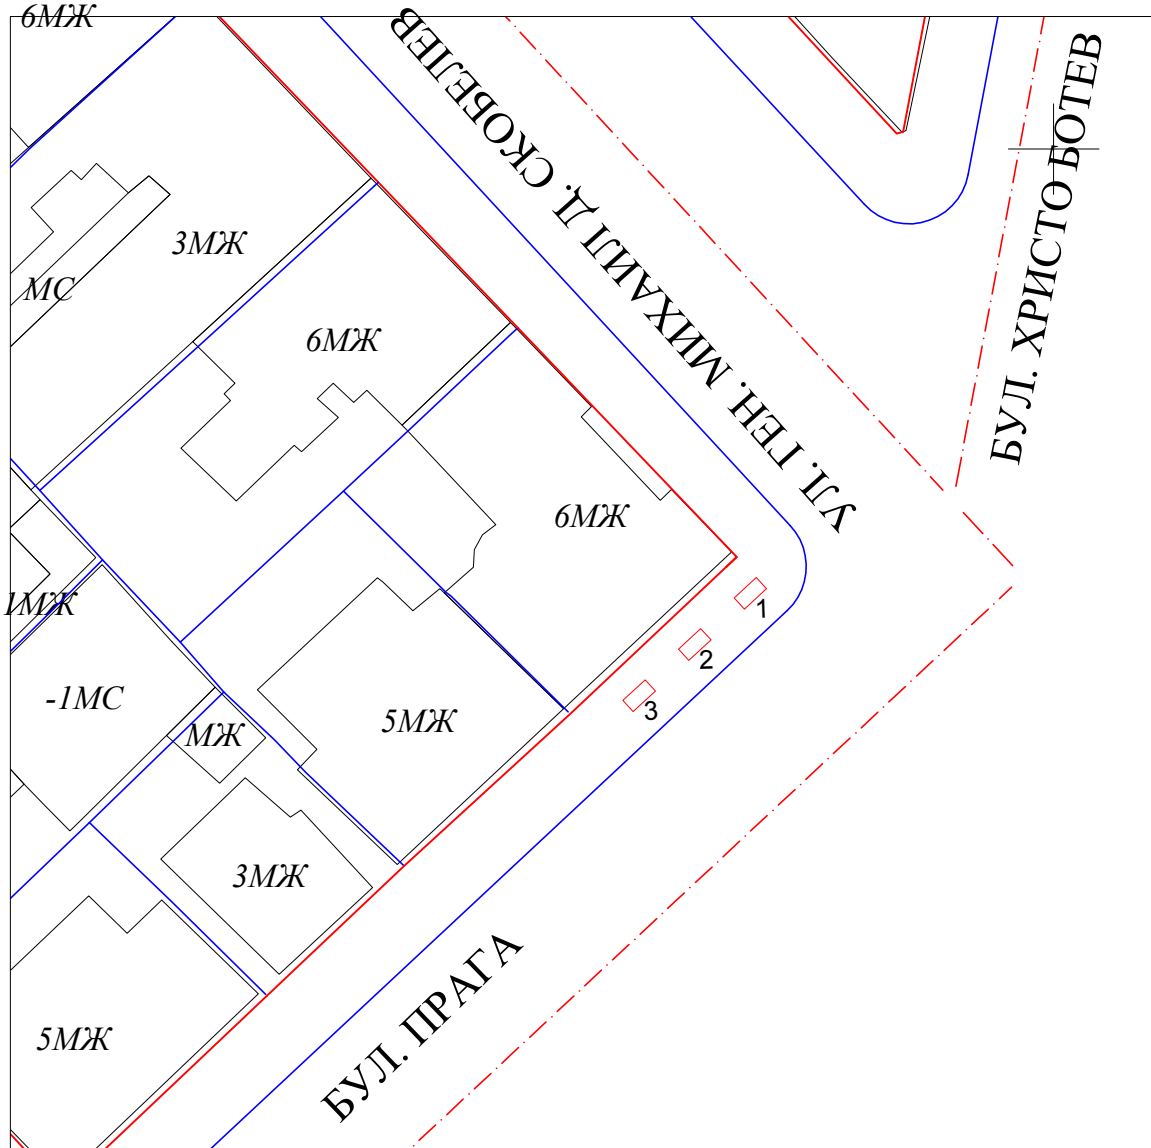 6МЖ
УЛ. ГЕН. МИХАИЛ Д. СКОБЕЛЕВ
БУЛ. ХРИСТО БОТЕВ
3МЖ
МС
6МЖ
6МЖ
1
1МЖ
2
-1МС
3
5МЖ
МЖ
3МЖ
БУЛ. ПРАГА
5МЖ